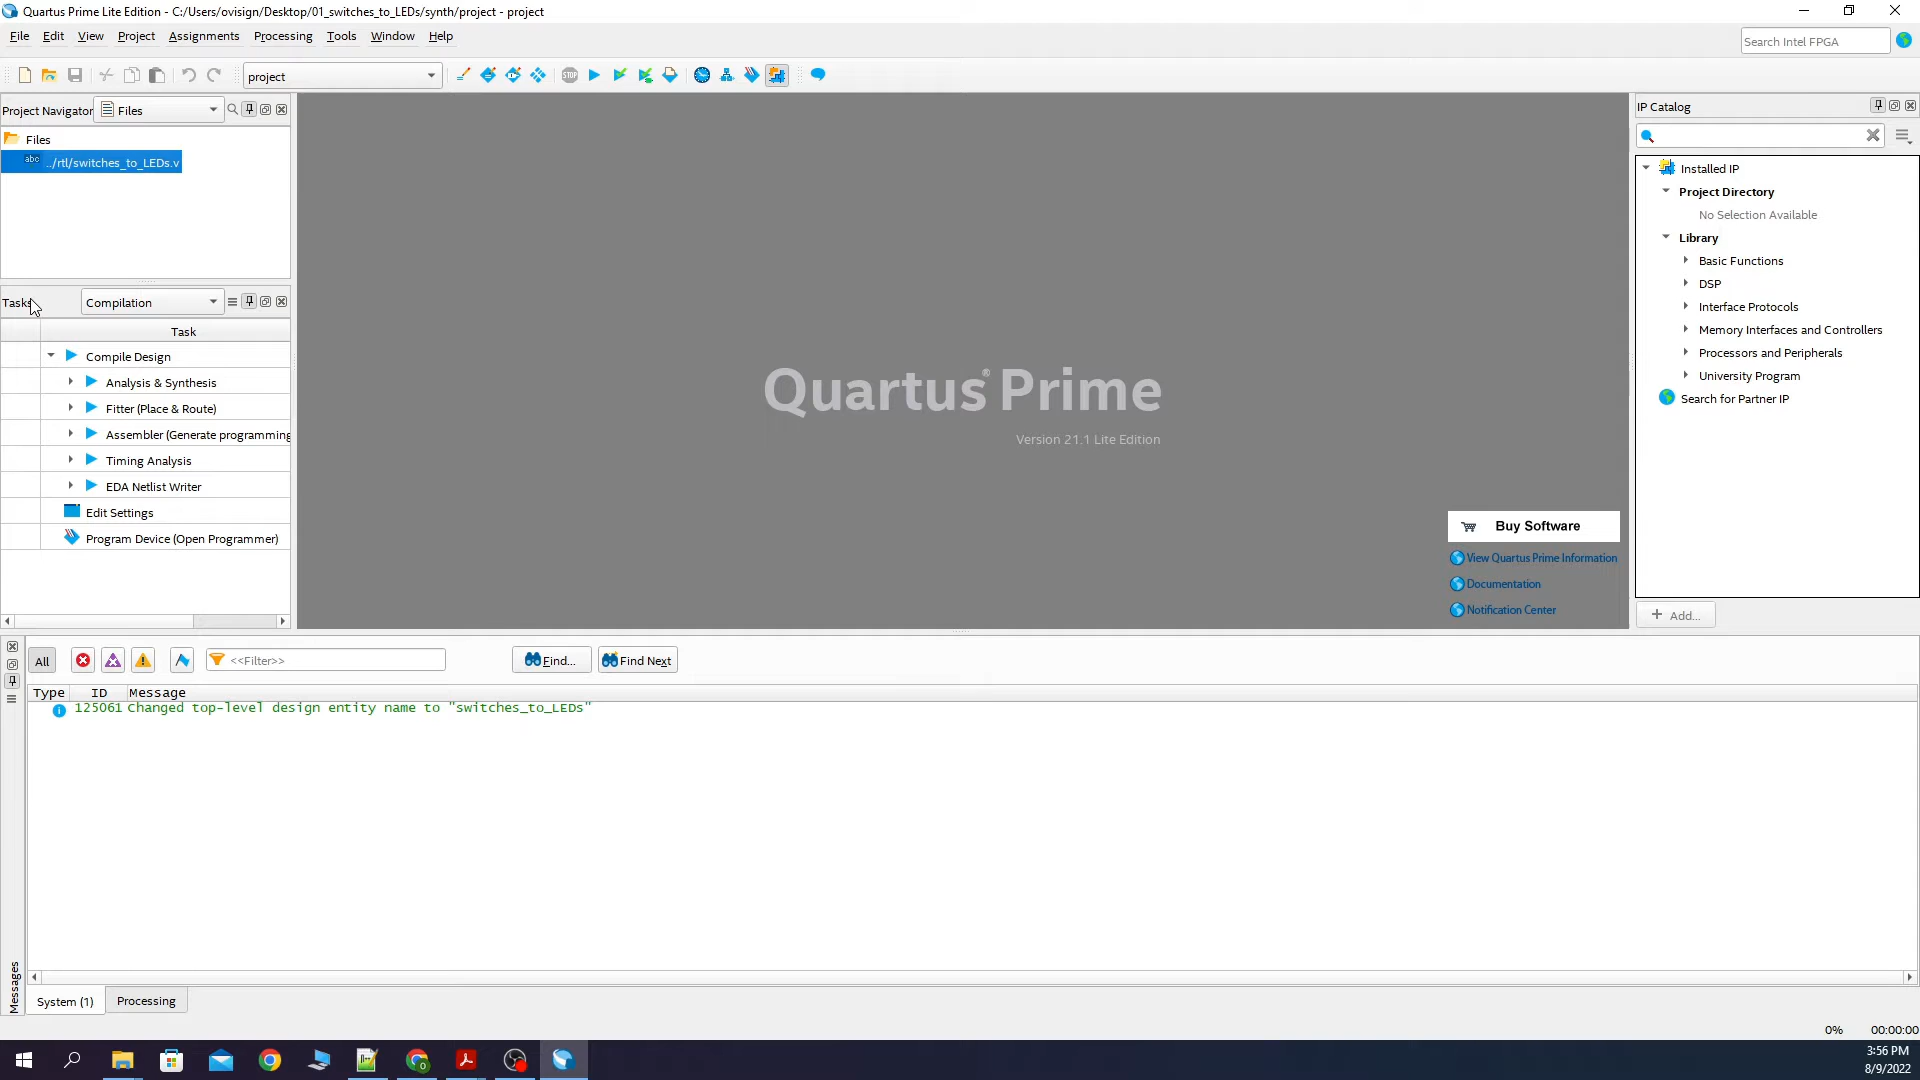 Quartus Prime Lite Edition - C:/Users/ovisign/Desktop/01_switches_to_LEDs/synth/project - project
File Edit View Project Assignments Processing Tools Window Help
Search Intel FPGA
STOP
project
Project Navigator
Files
Files
abc ../rtl/switches_to_LEDs.v
Tasks
Compilation
Task
Compile Design
Analysis & Synthesis
Fitter (Place & Route)
Assembler (Generate programming
Timing Analysis
EDA Netlist Writer
Edit Settings
Program Device (Open Programmer)
Quartus® Prime
Version 21.1 Lite Edition
Buy Software
View Quartus Prime Information
Documentation
Notification Center
IP Catalog
Installed IP
Project Directory
No Selection Available
Library
Basic Functions
DSP
Interface Protocols
Memory Interfaces and Controllers
Processors and Peripherals
University Program
Search for Partner IP
+ Add...
All
<<Filter>>
Find...
Find Next
Type ID Message
125061 Changed top-level design entity name to "switches_to_LEDs"
Messages
System (1)
Processing
0% 00:00:00
3:56 PM
8/9/2022